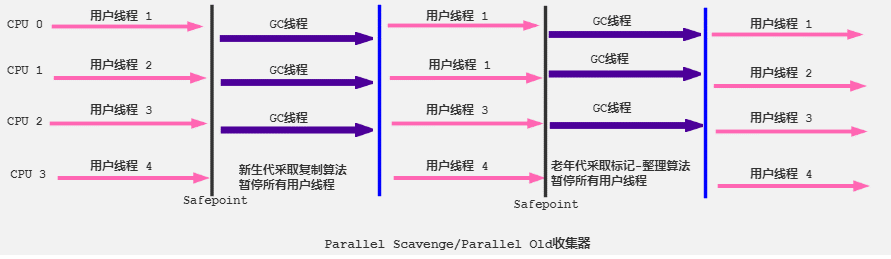 CPU 0 用户线程 1 GC线程 用户线程 1 GC线程 用户线程 1
CPU 1 用户线程 2 GC线程 用户线程 1 GC线程 用户线程 2
CPU 2 用户线程 3 GC线程 用户线程 3 GC线程 用户线程 3
CPU 3 用户线程 4 用户线程 4 用户线程 4
新生代采取复制算法
暂停所有用户线程
老年代采取标记-整理算法
暂停所有用户线程
Safepoint
Safepoint
Parallel Scavenge/Parallel Old收集器